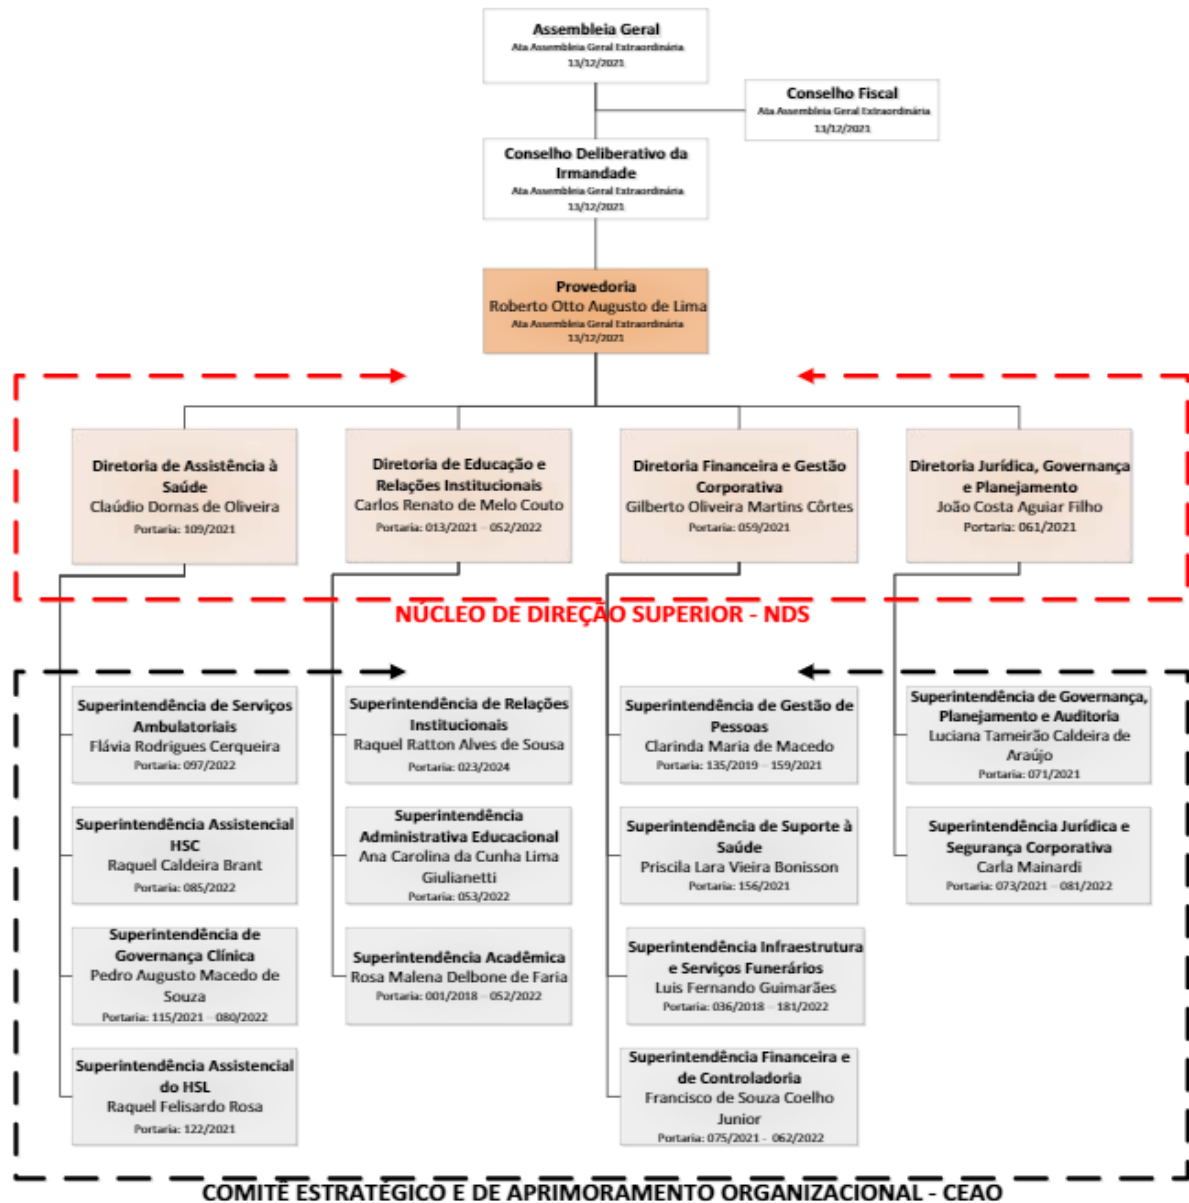 Assembleia Geral
Ata Assembleia Geral Extraordinária
13/12/2021
Conselho Fiscal
Ata Assembleia Geral Extraordinária
13/12/2021
Conselho Deliberativo da
Irmandade
Ata Assembleia Geral Extraordinária
13/12/2021
Provedoria
Roberto Otto Augusto de Lima
Ata Assembleia Geral Extraordinária
13/12/2021
Diretoria de Assistência à
Saúde
Claúdio Dornas de Oliveira
Portaria: 109/2021
Diretoria de Educação e
Relações Institucionais
Carlos Renato de Melo Couto
Portaria: 013/2021 – 052/2022
Diretoria Financeira e Gestão
Corporativa
Gilberto Oliveira Martins Côrtes
Portaria: 059/2021
Diretoria Jurídica, Governança
e Planejamento
João Costa Aguiar Filho
Portaria: 061/2021
NÚCLEO DE DIREÇÃO SUPERIOR - NDS
Superintendência de Serviços
Ambulatoriais
Flávia Rodrigues Cerqueira
Portaria: 097/2022
Superintendência Assistencial
HSC
Raquel Caldeira Brant
Portaria: 085/2022
Superintendência de
Governança Clínica
Pedro Augusto Macedo de
Souza
Portaria: 115/2021 – 080/2022
Superintendência Assistencial
do HSL
Raquel Felisardo Rosa
Portaria: 122/2021
Superintendência de Relações
Institucionais
Raquel Ratton Alves de Sousa
Portaria: 023/2024
Superintendência
Administrativa Educacional
Ana Carolina da Cunha Lima
Giulianetti
Portaria: 053/2022
Superintendência Acadêmica
Rosa Malena Delbone de Faria
Portaria: 001/2018 – 052/2022
Superintendência de Gestão de
Pessoas
Clarinda Maria de Macedo
Portaria: 135/2019 – 159/2021
Superintendência de Suporte à
Saúde
Priscila Lara Vieira Bonisson
Portaria: 156/2021
Superintendência Infraestrutura
e Serviços Funerários
Luis Fernando Guimarães
Portaria: 036/2018 – 181/2022
Superintendência Financeira e
de Controladoria
Francisco de Souza Coelho
Junior
Portaria: 075/2021 - 062/2022
Superintendência de Governança,
Planejamento e Auditoria
Luciana Tameirão Caldeira de
Araújo
Portaria: 071/2021
Superintendência Jurídica e
Segurança Corporativa
Carla Mainardi
Portaria: 073/2021 – 081/2022
COMITÊ ESTRATÉGICO E DE APRIMORAMENTO ORGANIZACIONAL - CEAO